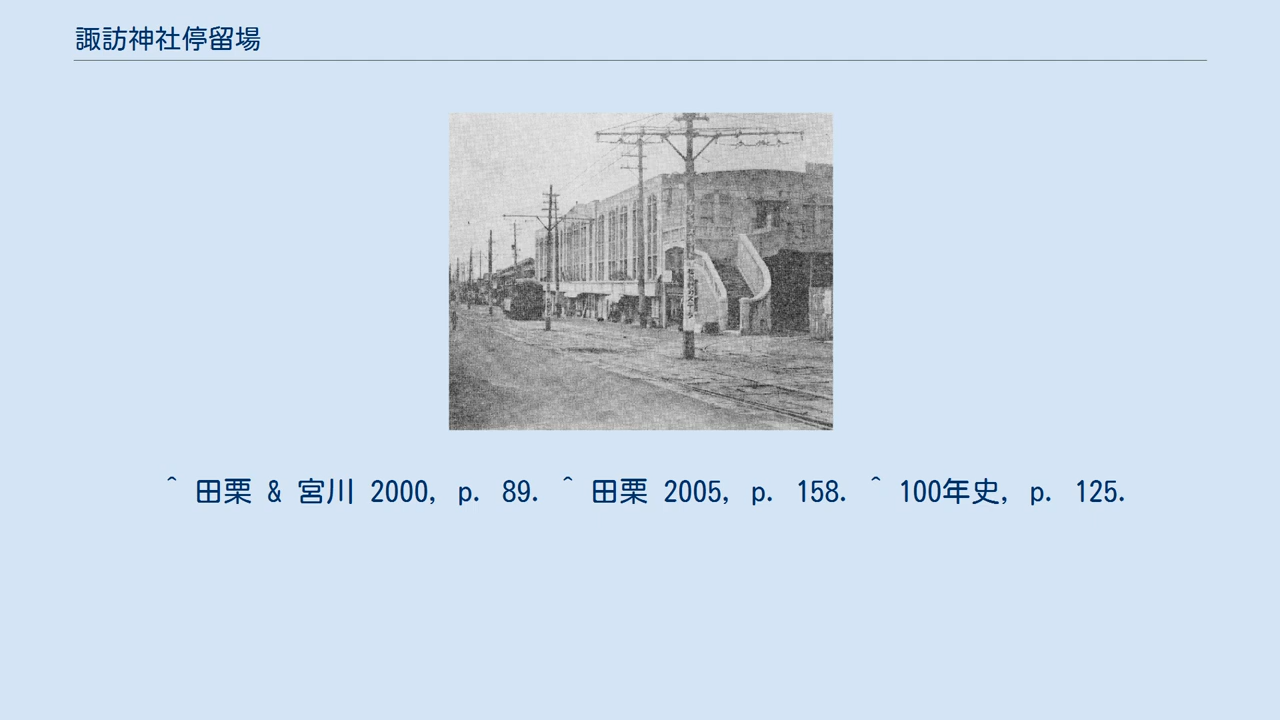 諏訪神社停留場
^ 田栗 & 宮川 2000, p. 89. ^ 田栗 2005, p. 158. ^ 100年史, p. 125.